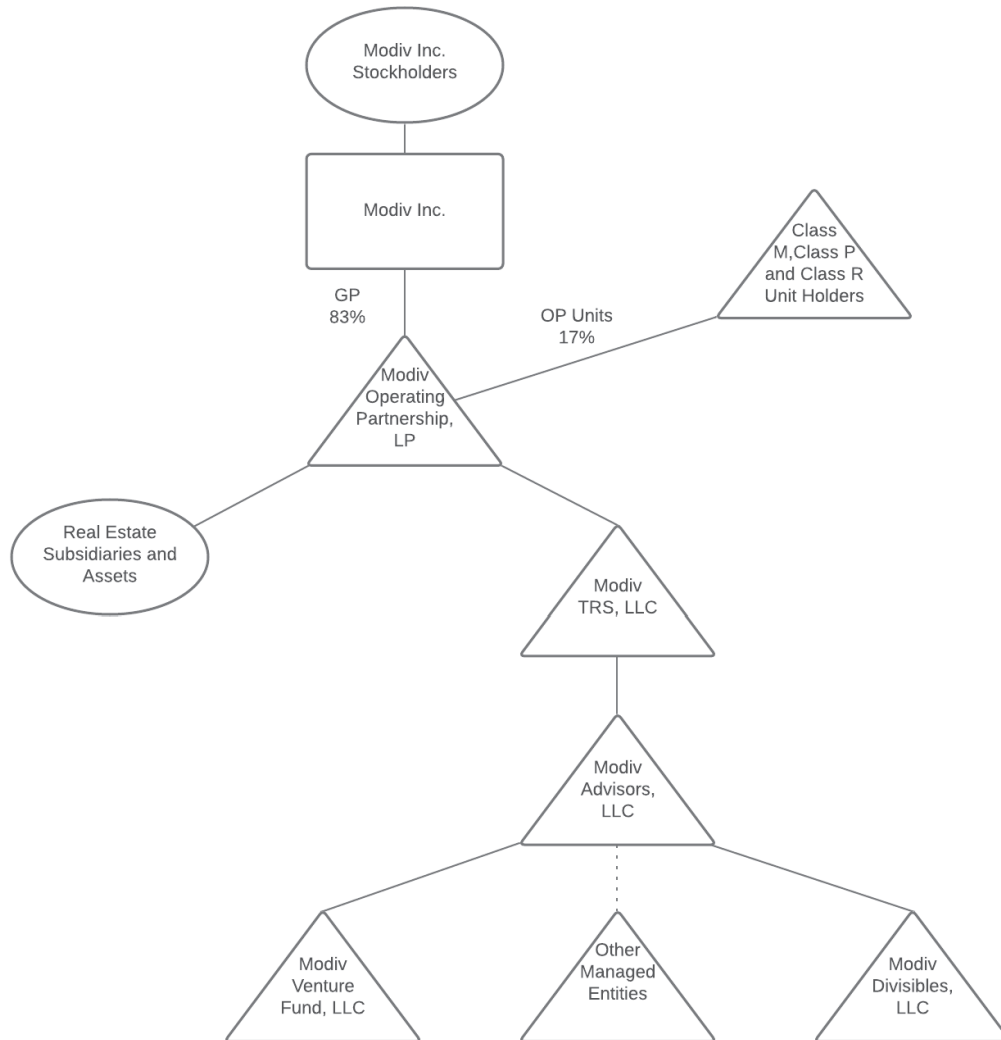 Modiv Inc.
Stockholders
Modiv Inc.
Class
M,Class P
and Class R
Unit Holders
GP
83%
OP Units
17%
Modiv
Operating
Partnership,
LP
Real Estate
Subsidiaries and
Assets
Modiv
TRS, LLC
Modiv
Advisors,
LLC
Modiv
Venture
Fund, LLC
Other
Managed
Entities
Modiv
Divisibles,
LLC